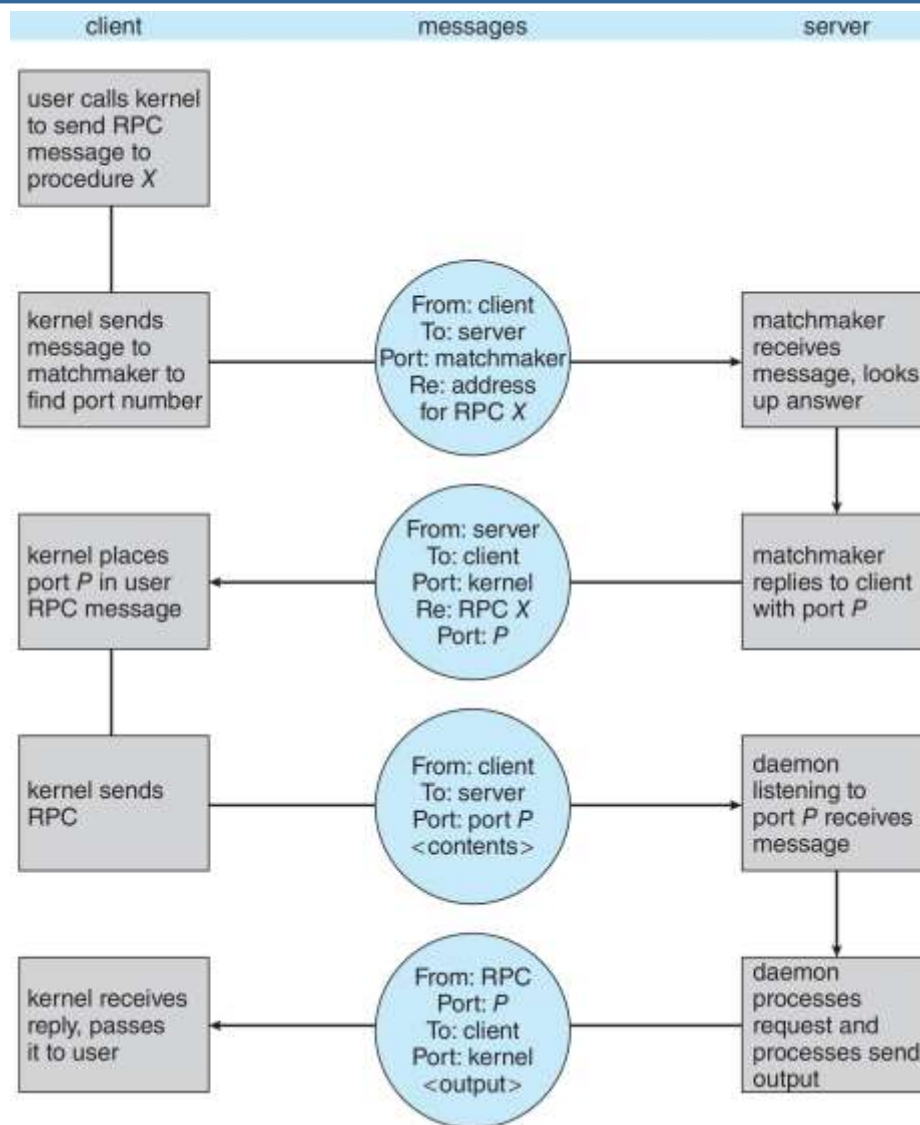 client messages server
user calls kernel
to send RPC
message to
procedure X
kernel sends
message to
matchmaker to
find port number
From: client
To: server
Port: matchmaker
Re: address
for RPC X
matchmaker
receives
message, looks
up answer
kernel places
port P in user
RPC message
From: server
To: client
Port: kernel
Re: RPC X
Port: P
matchmaker
replies to client
with port P
kernel sends
RPC
From: client
To: server
Port: port P
<contents>
daemon
listening to
port P receives
message
kernel receives
reply, passes
it to user
From: RPC
Port: P
To: client
Port: kernel
<output>
daemon
processes
request and
processes send
output